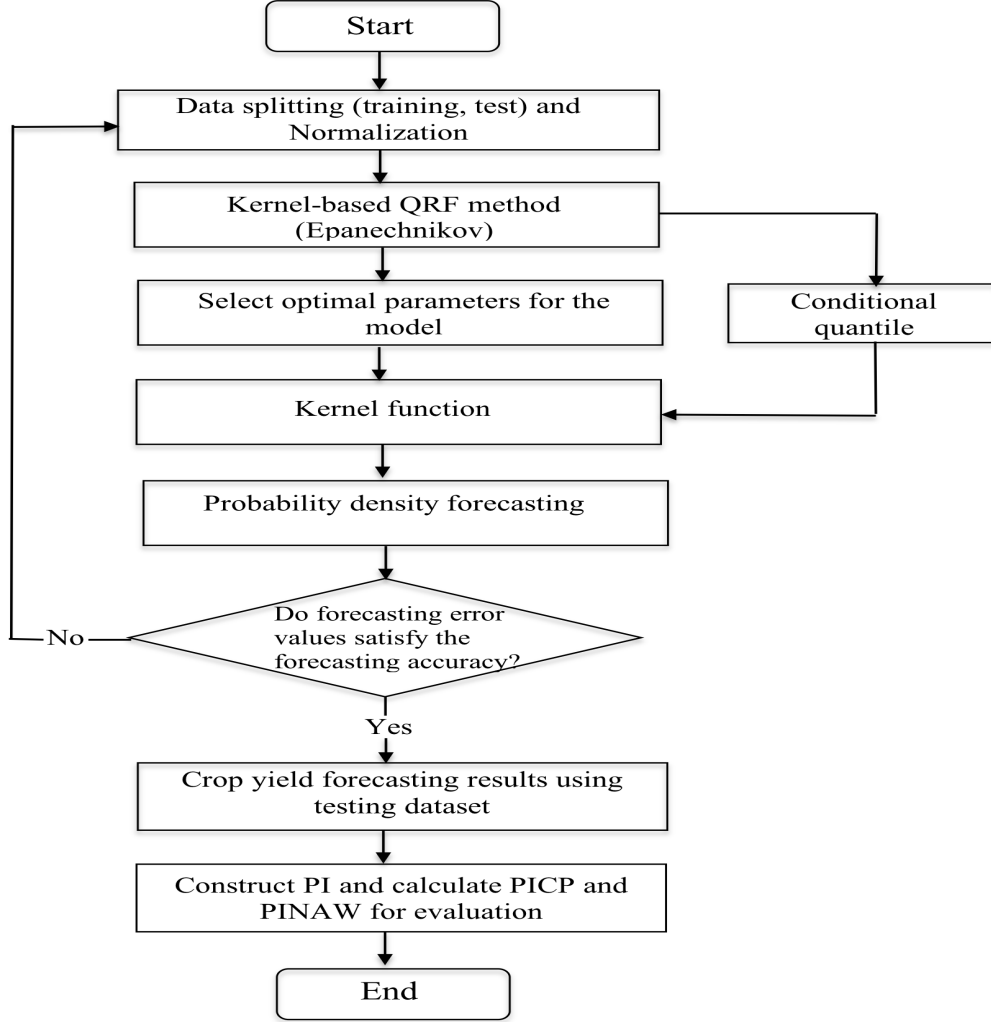 Start
Data splitting (training, test) and
Normalization
Kernel-based QRF method
(Epanechnikov)
Select optimal parameters for the
model
Conditional
quantile
Kernel function
Probability density forecasting
Do forecasting error
values satisfy the
forecasting accuracy?
No
Yes
Crop yield forecasting results using
testing dataset
Construct PI and calculate PICP and
PINAW for evaluation
End